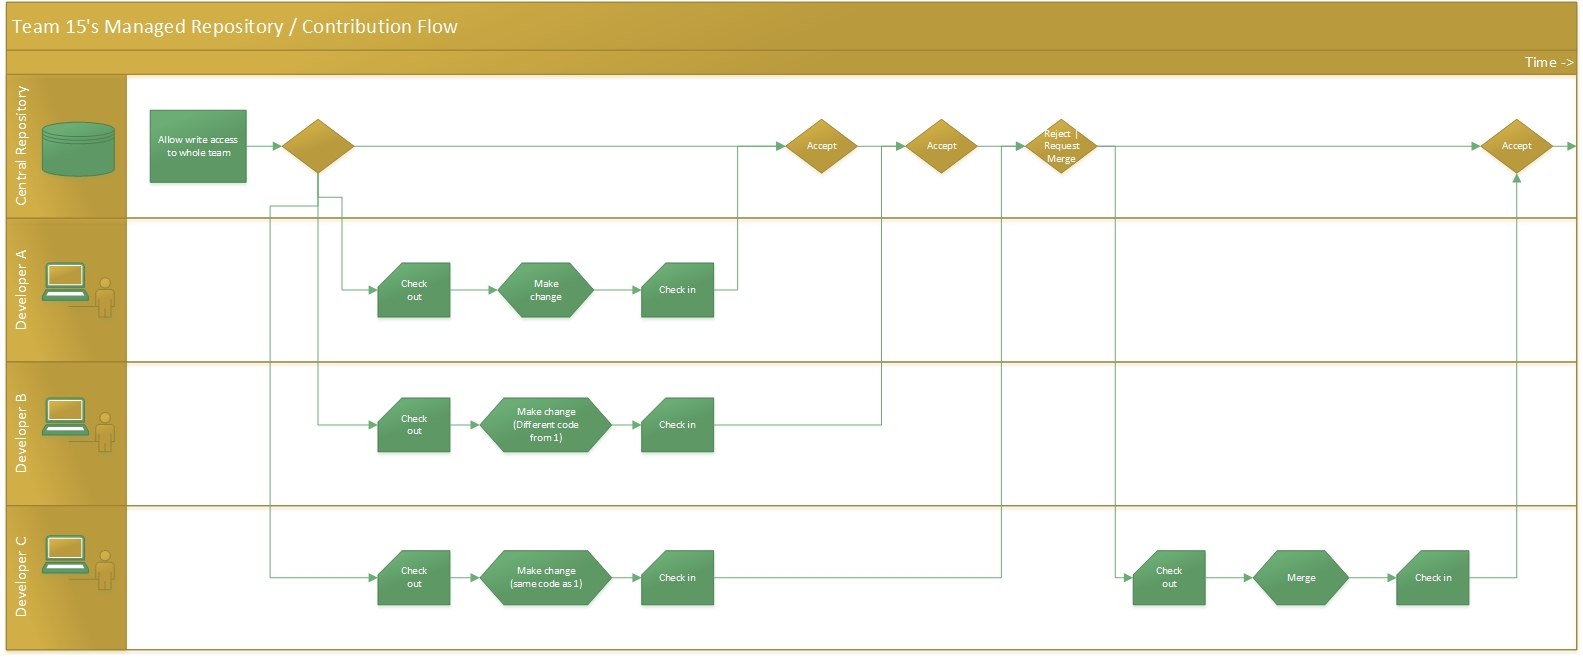 Team 15's Managed Repository / Contribution Flow
Time ->
Central Repository
Allow write access
to whole team
Accept
Accept
Reject |
Request
Merge
Accept
Developer A
Check
out
Make
change
Check in
Developer B
Check
out
Make change
(Different code
from 1)
Check in
Developer C
Check
out
Make change
(same code as 1)
Check in
Check
out
Merge
Check in